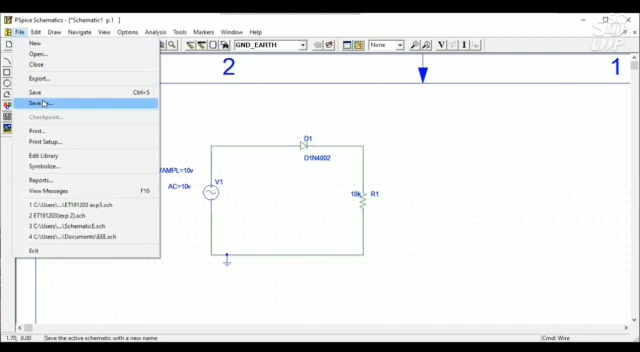 PSpice Schematics - [*Schematic1 p.1 ]
File Edit Draw Navigate View Options Analysis Tools Markers Window Help
GND_EARTH
None
V I
New
Open...
Close
Export...
Save Ctrl+S
Save As...
Checkpoint...
Print...
Print Setup...
Edit Library
Symbolize...
Reports...
View Messages F10
1 C:\Users\...\ET191203 exp3.sch
2 ET191203(exp 2).sch
3 C:\Users\...\SchematicE.sch
4 C:\Users\...\Documents\EEE.sch
Exit
2
1
D1
D1N4002
VAMPL=10v
AC=10v
V1
10k
R1
1.70, 0.00 Save the active schematic with a new name Cmd: Wire